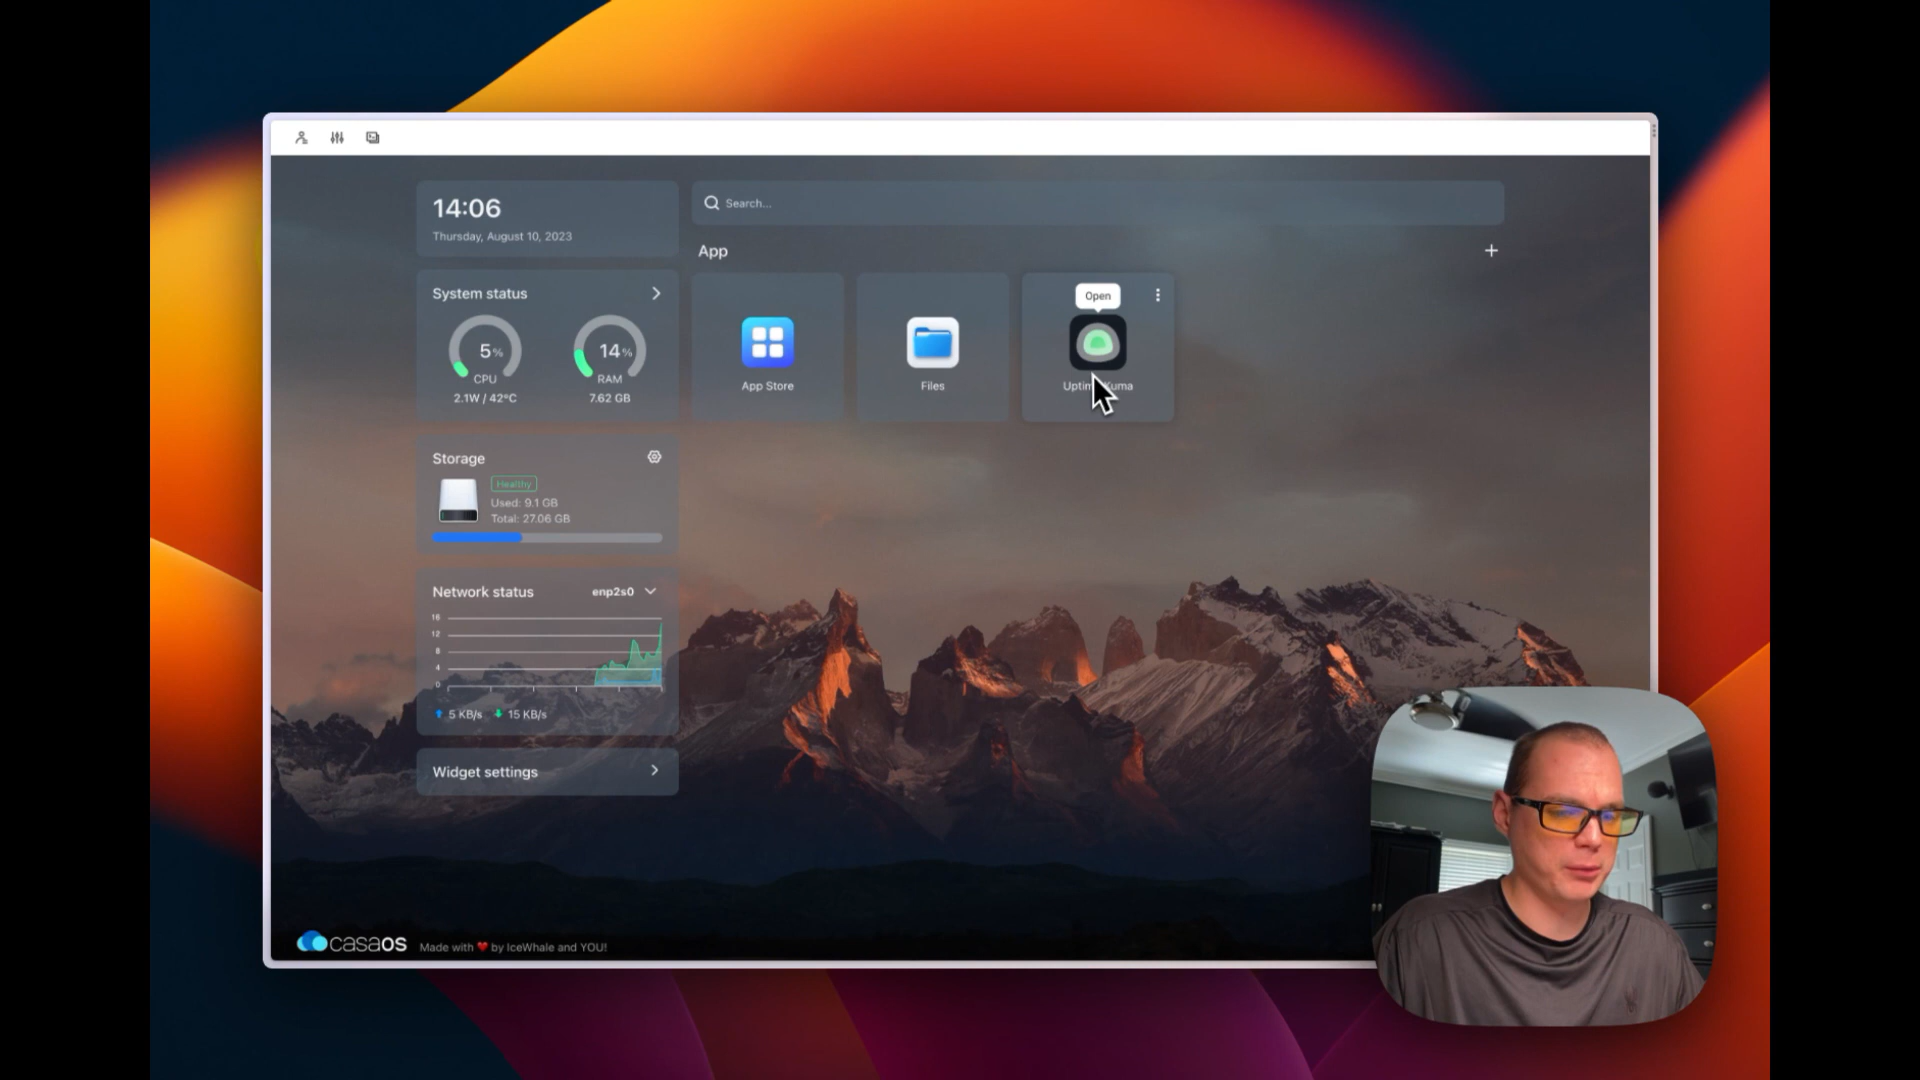 14:06
Thursday, August 10, 2023
Search...
App
+
System status
5%
CPU
2.1W / 42°C
14%
RAM
7.62 GB
App Store
Files
Open
Storage
Healthy
Used: 9.1 GB
Total: 27.06 GB
Network status
enp2s0
16
12
8
4
0
5 KB/s
15 KB/s
Widget settings
casaOS
Made with ❤ by IceWhale and YOU!